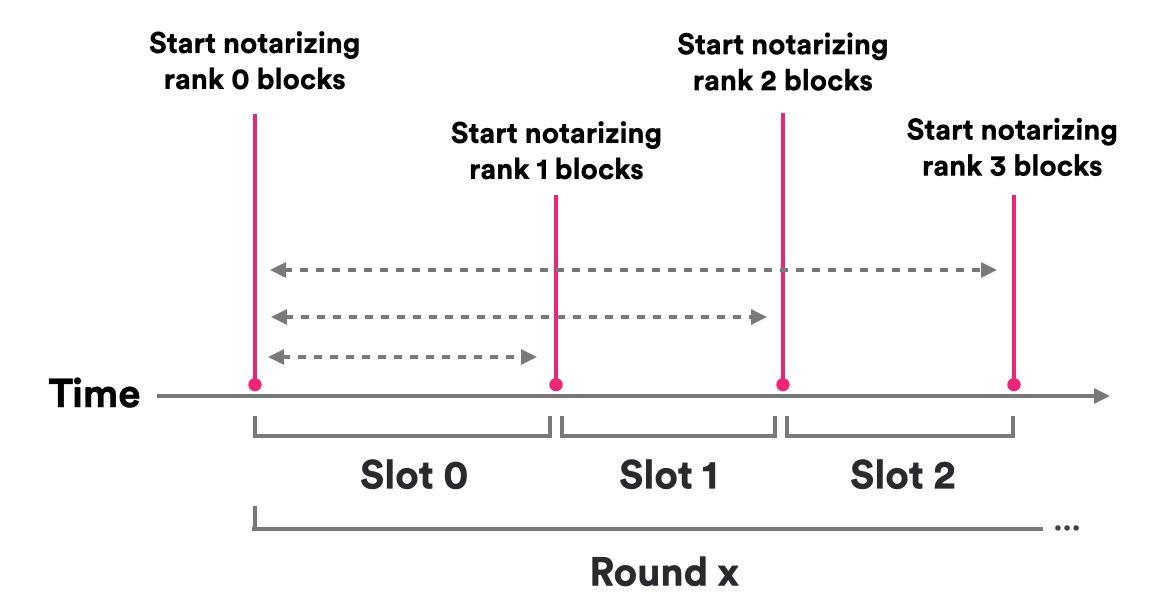 Start notarizing
rank 0 blocks
Start notarizing
rank 2 blocks
Start notarizing
rank 1 blocks
Start notarizing
rank 3 blocks
Time
Slot 0
Slot 1
Slot 2
...
Round x